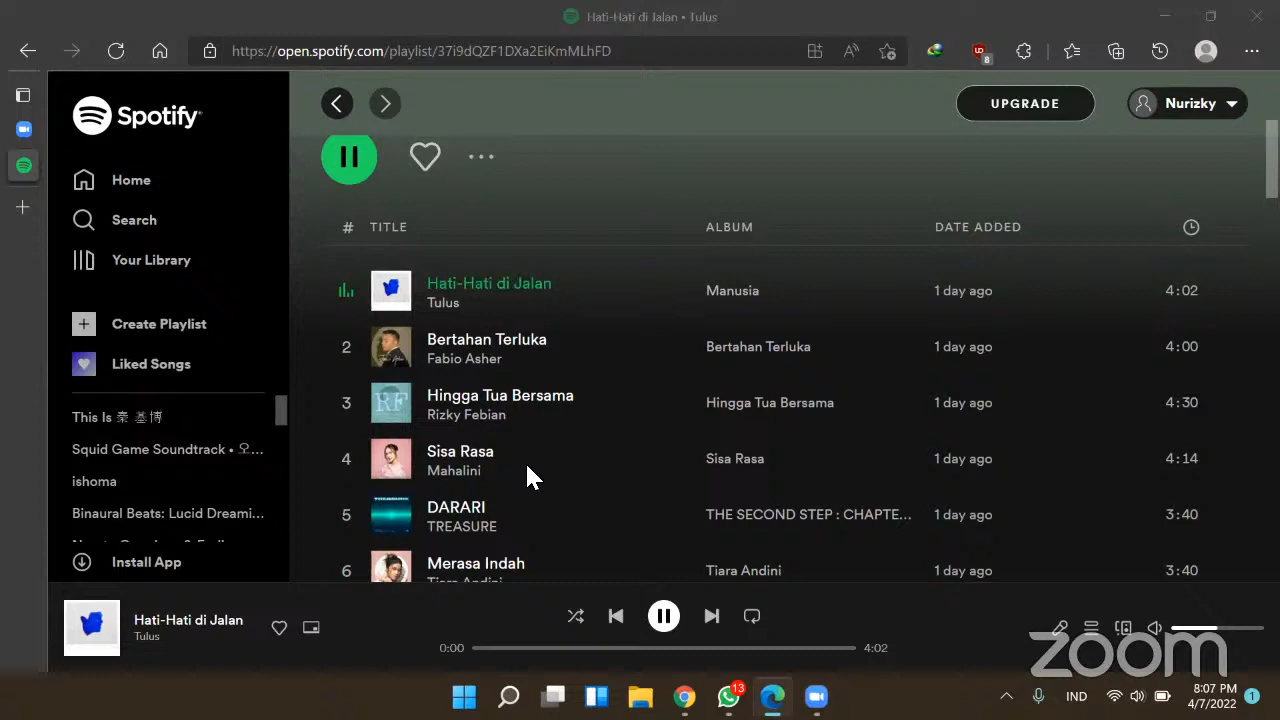 Hati-Hati di Jalan • Tulus
https://open.spotify.com/playlist/37i9dQZF1DXa2EiKmMLhFD
8
Spotify
UPGRADE
Nurizky
Home
Search
Your Library
Create Playlist
Liked Songs
This Is 秦 基博
Squid Game Soundtrack • 오...
ishoma
Binaural Beats: Lucid Dreami...
Install App
# TITLE ALBUM DATE ADDED
Hati-Hati di Jalan Manusia 1 day ago 4:02
Tulus
2 Bertahan Terluka Bertahan Terluka 1 day ago 4:00
Fabio Asher
3 Hingga Tua Bersama Hingga Tua Bersama 1 day ago 4:30
Rizky Febian
4 Sisa Rasa Sisa Rasa 1 day ago 4:14
Mahalini
5 DARARI THE SECOND STEP : CHAPTE... 1 day ago 3:40
TREASURE
6 Merasa Indah Tiara Andini 1 day ago 3:40
Tiara Andini
Hati-Hati di Jalan
Tulus
0:00 4:02
zoom
13
IND
8:07 PM
4/7/2022
1